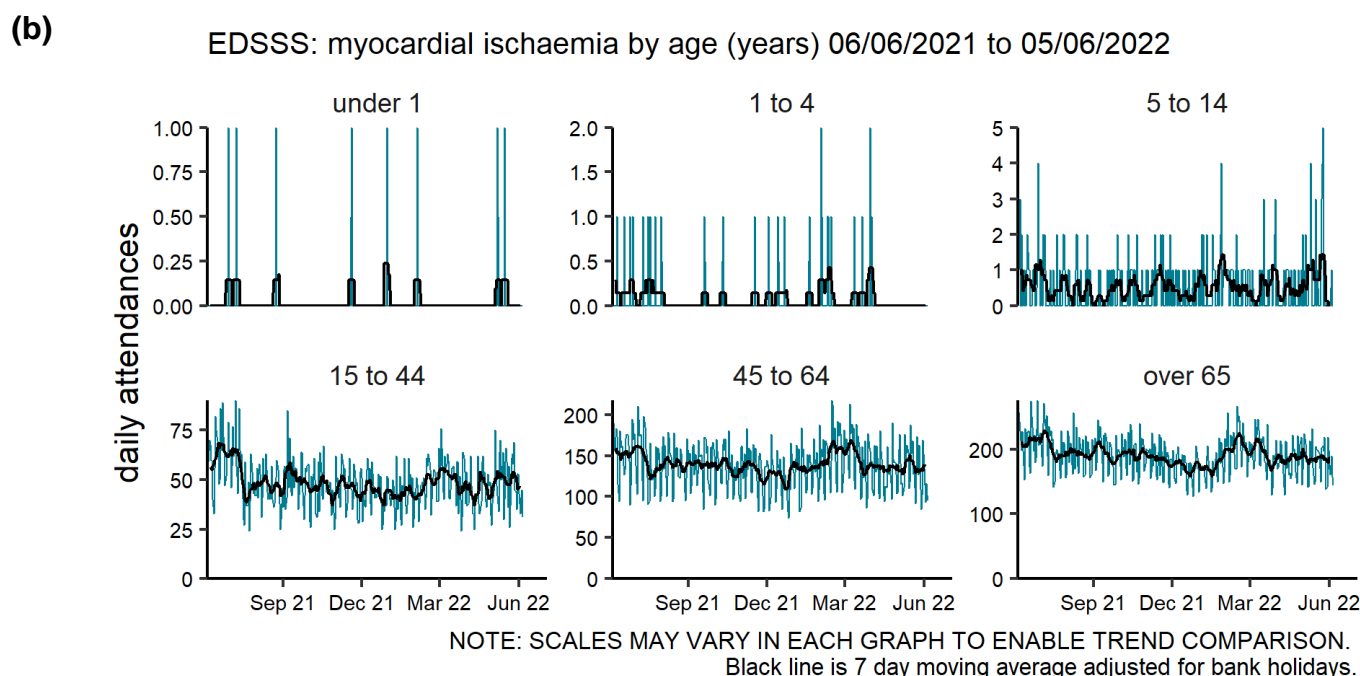 (b)
EDSSS: myocardial ischaemia by age (years) 06/06/2021 to 05/06/2022
daily attendances
under 1
1.00
0.75
0.50
0.25
0.00
1 to 4
2.0
1.5
1.0
0.5
0.0
5 to 14
5
4
3
2
1
0
15 to 44
75
50
25
0
Sep 21 Dec 21 Mar 22 Jun 22
45 to 64
200
150
100
50
0
Sep 21 Dec 21 Mar 22 Jun 22
over 65
200
100
0
Sep 21 Dec 21 Mar 22 Jun 22
NOTE: SCALES MAY VARY IN EACH GRAPH TO ENABLE TREND COMPARISON.
Black line is 7 day moving average adjusted for bank holidays.